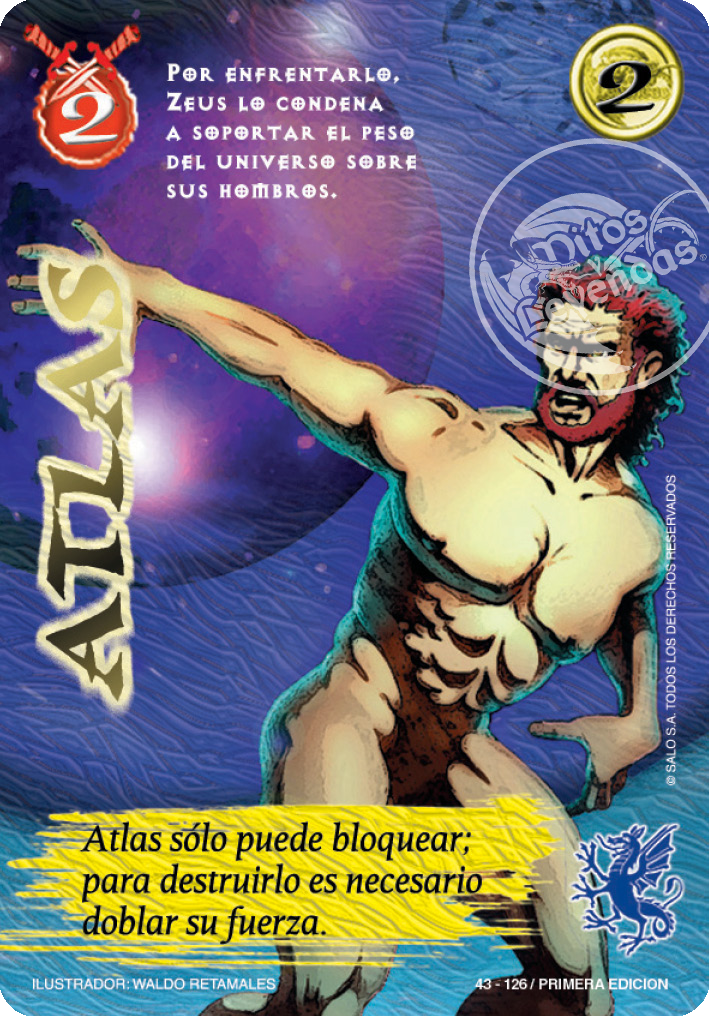 2
POR ENFRENTARLO,
ZEUS LO CONDENA
A SOPORTAR EL PESO
DEL UNIVERSO SOBRE
SUS HOMBROS.
2
Mitos
y
Leyendas
®
ATLAS
© SALO S.A. TODOS LOS DERECHOS RESERVADOS
Atlas sólo puede bloquear;
para destruirlo es necesario
doblar su fuerza.
ILUSTRADOR: WALDO RETAMALES
43 - 126 / PRIMERA EDICION